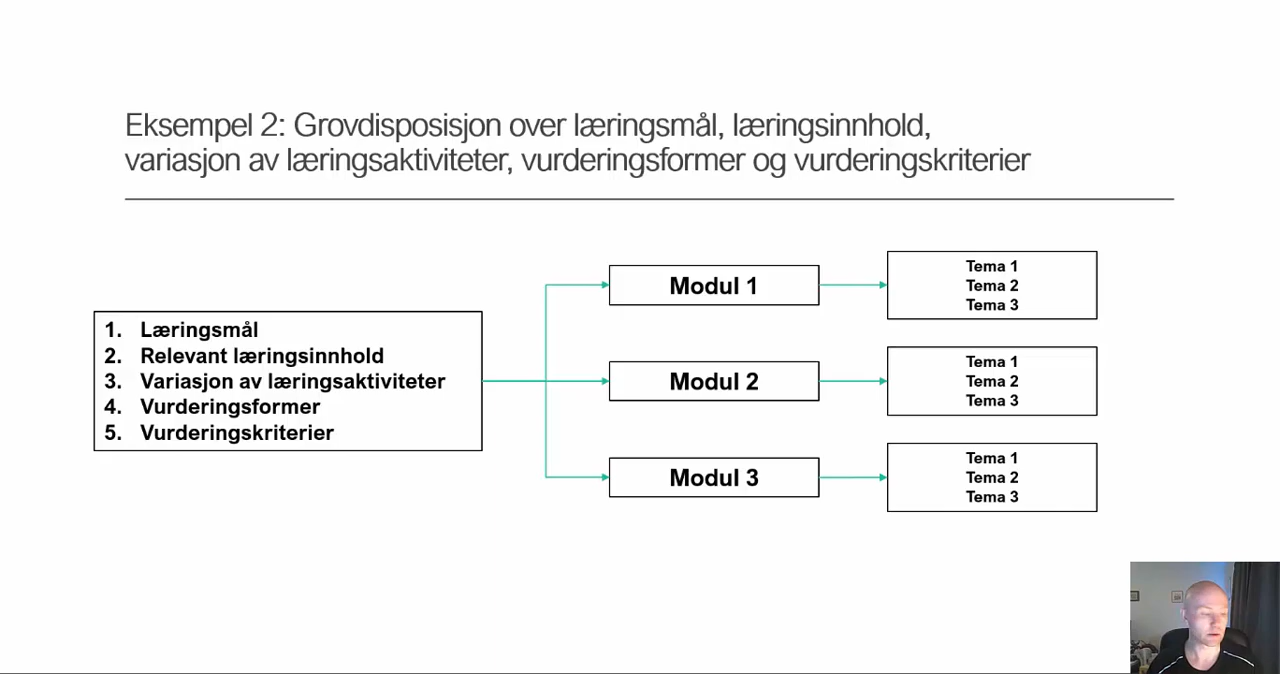 Eksempel 2: Grovdisposisjon over læringsmål, læringsinnhold,
variasjon av læringsaktiviteter, vurderingsformer og vurderingskriterier
1. Læringsmål
2. Relevant læringsinnhold
3. Variasjon av læringsaktiviteter
4. Vurderingsformer
5. Vurderingskriterier
Modul 1
Tema 1
Tema 2
Tema 3
Modul 2
Tema 1
Tema 2
Tema 3
Modul 3
Tema 1
Tema 2
Tema 3